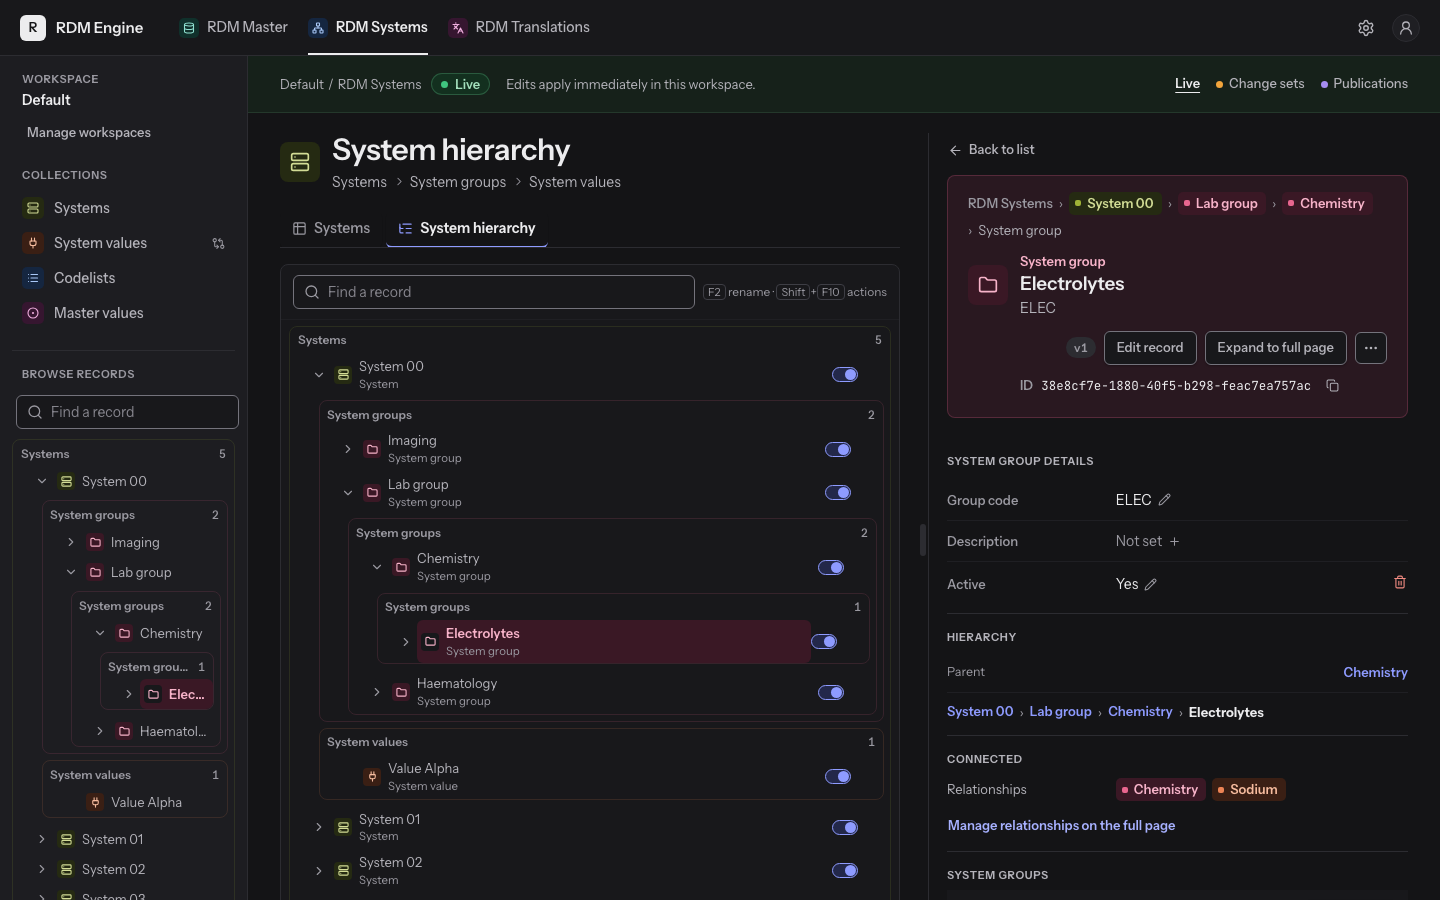 R RDM Engine RDM Master RDM Systems RDM Translations
WORKSPACE
Default
Manage workspaces
COLLECTIONS
Systems
System values
Codelists
Master values
BROWSE RECORDS
Find a record
Systems 5
System 00
System groups 2
Imaging
Lab group
System groups 2
Chemistry
System grou... 1
Elec...
Haematol...
System values 1
Value Alpha
System 01
System 02
System 03
Default / RDM Systems Live Edits apply immediately in this workspace.
Live Change sets Publications
System hierarchy
Systems > System groups > System values
Systems System hierarchy
Find a record F2 rename · Shift + F10 actions
Systems 5
System 00
System
System groups 2
Imaging
System group
Lab group
System group
System groups 2
Chemistry
System group
System groups 1
Electrolytes
System group
Haematology
System group
System values 1
Value Alpha
System value
System 01
System
System 02
System
Back to list
RDM Systems › System 00 › Lab group › Chemistry
› System group
System group
Electrolytes
ELEC
v1 Edit record Expand to full page ...
ID 38e8cf7e-1880-40f5-b298-feac7ea757ac
SYSTEM GROUP DETAILS
Group code ELEC
Description Not set +
Active Yes
HIERARCHY
Parent Chemistry
System 00 › Lab group › Chemistry › Electrolytes
CONNECTED
Relationships Chemistry Sodium
Manage relationships on the full page
SYSTEM GROUPS